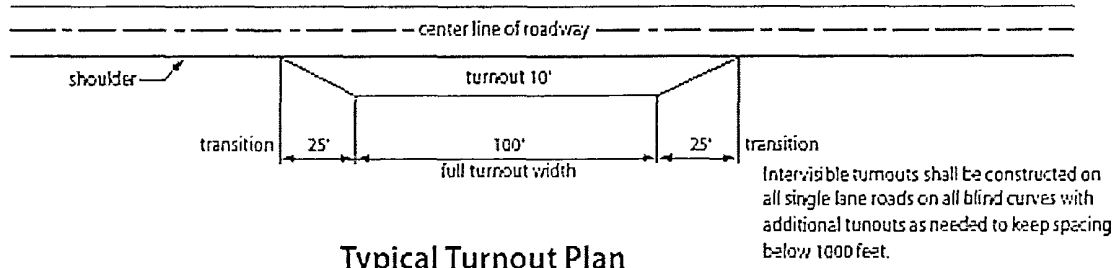 center line of roadway
shoulder
turnout 10'
transition 25' 100' 25' transition
full turnout width
Intervisible turnouts shall be constructed on
all single lane roads on all blind curves with
additional tunouts as needed to keep spacing
below 1000 feet.
Typical Turnout Plan